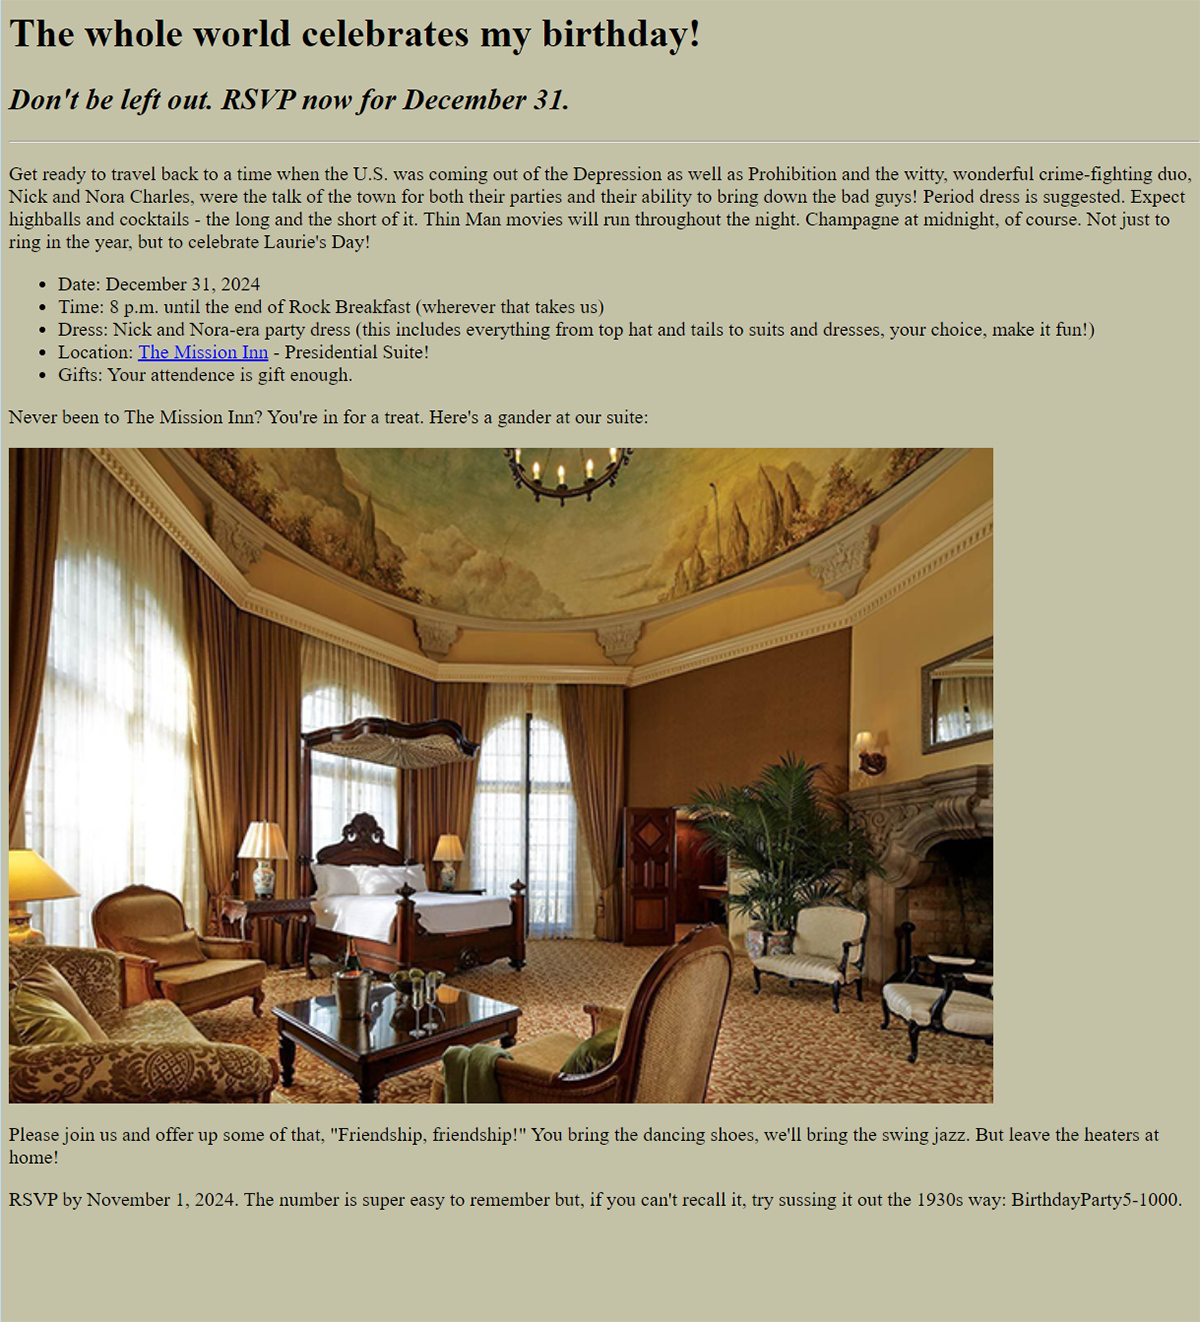 The whole world celebrates my birthday!
Don't be left out. RSVP now for December 31.
Get ready to travel back to a time when the U.S. was coming out of the Depression as well as Prohibition and the witty, wonderful crime-fighting duo,
Nick and Nora Charles, were the talk of the town for both their parties and their ability to bring down the bad guys! Period dress is suggested. Expect
highballs and cocktails - the long and the short of it. Thin Man movies will run throughout the night. Champagne at midnight, of course. Not just to
ring in the year, but to celebrate Laurie's Day!
• Date: December 31, 2024
• Time: 8 p.m. until the end of Rock Breakfast (wherever that takes us)
• Dress: Nick and Nora-era party dress (this includes everything from top hat and tails to suits and dresses, your choice, make it fun!)
• Location: The Mission Inn - Presidential Suite!
• Gifts: Your attendence is gift enough.
Never been to The Mission Inn? You're in for a treat. Here's a gander at our suite:
Please join us and offer up some of that, "Friendship, friendship!" You bring the dancing shoes, we'll bring the swing jazz. But leave the heaters at
home!
RSVP by November 1, 2024. The number is super easy to remember but, if you can't recall it, try sussing it out the 1930s way: BirthdayParty5-1000.